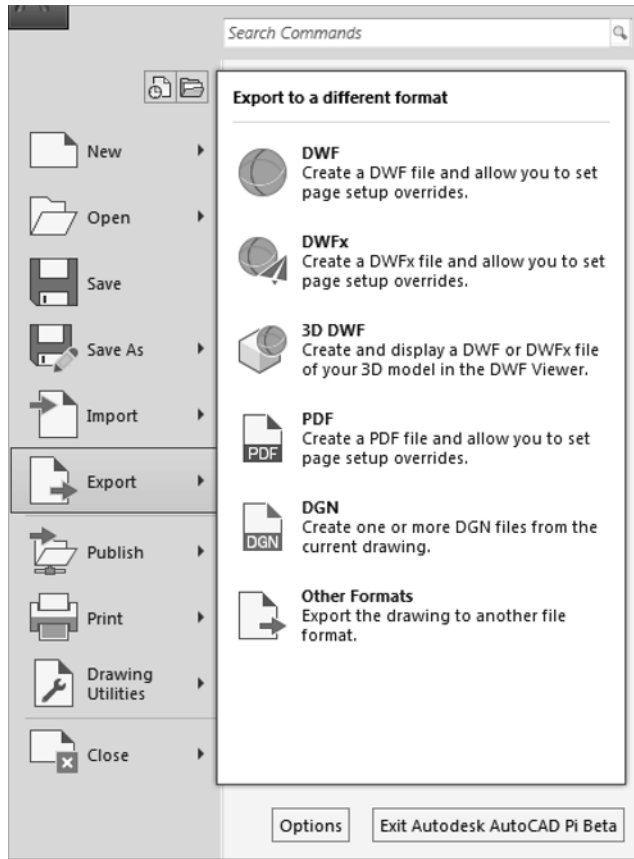 Search Commands
Export to a different format
New
Open
Save
Save As
Import
Export
Publish
Print
Drawing
Utilities
Close
DWF
Create a DWF file and allow you to set
page setup overrides.
DWFx
Create a DWFx file and allow you to set
page setup overrides.
3D DWF
Create and display a DWF or DWFx file
of your 3D model in the DWF Viewer.
PDF
PDF
Create a PDF file and allow you to set
page setup overrides.
DGN
DGN
Create one or more DGN files from the
current drawing.
Other Formats
Export the drawing to another file
format.
Options
Exit Autodesk AutoCAD Pi Beta